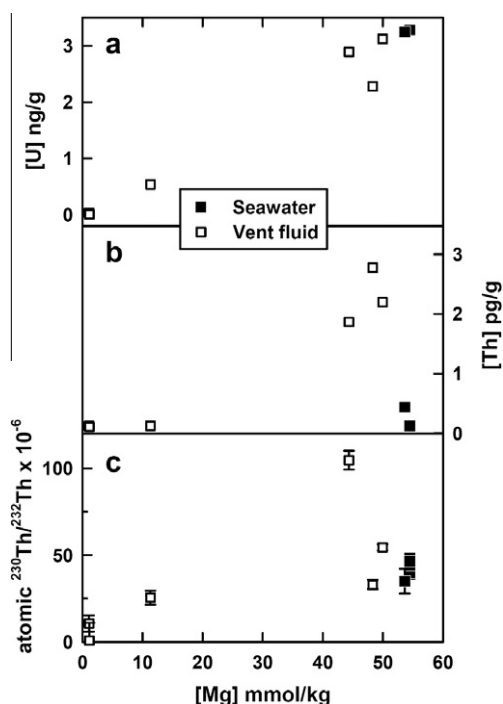 a
3
2
1
0
[U] ng/g
Seawater
Vent fluid
b
3
2
1
0
[Th] pg/g
c
100
50
0
atomic ²³⁰Th/²³²Th x 10⁻⁶
0 10 20 30 40 50 60
[Mg] mmol/kg